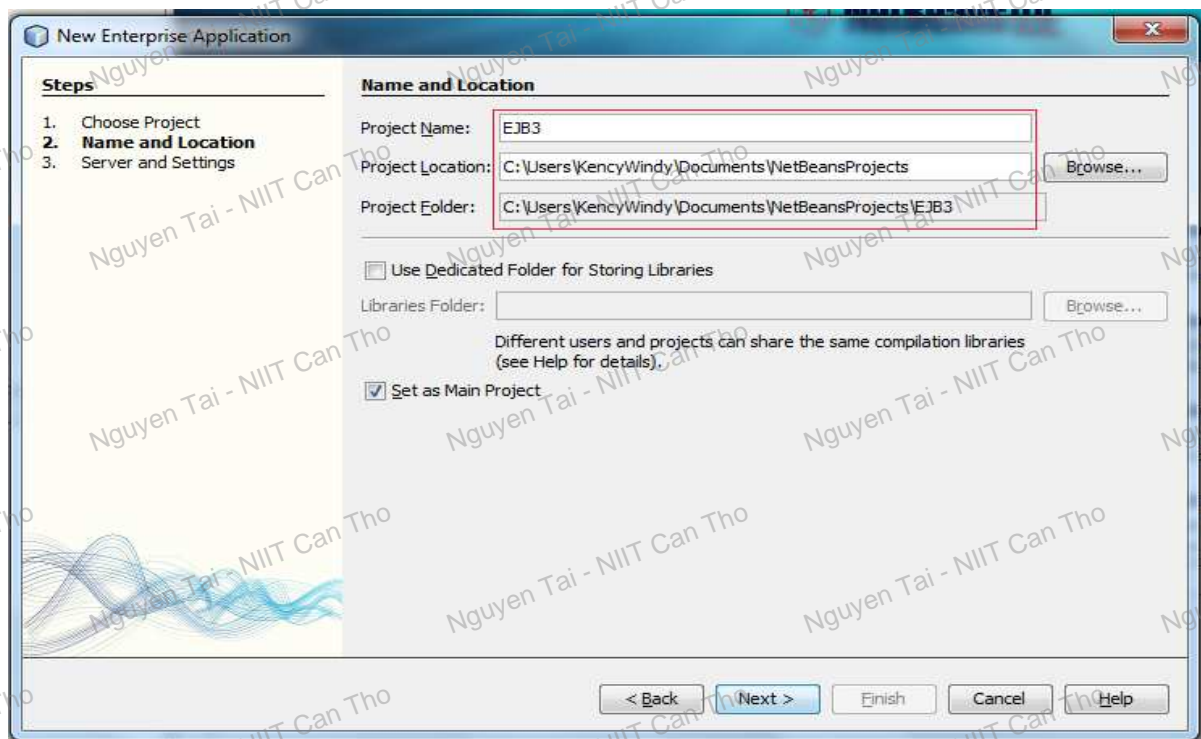 New Enterprise Application
Steps
1. Choose Project
2. Name and Location
3. Server and Settings
Name and Location
Project Name: EJB3
Project Location: C:\Users\KencyWindy\Documents\NetBeansProjects Browse...
Project Folder: C:\Users\KencyWindy\Documents\NetBeansProjects\EJB3
Use Dedicated Folder for Storing Libraries
Libraries Folder: Browse...
Different users and projects can share the same compilation libraries
(see Help for details).
Set as Main Project
< Back Next > Finish Cancel Help
Nguyen Tai - NIIT Can Tho